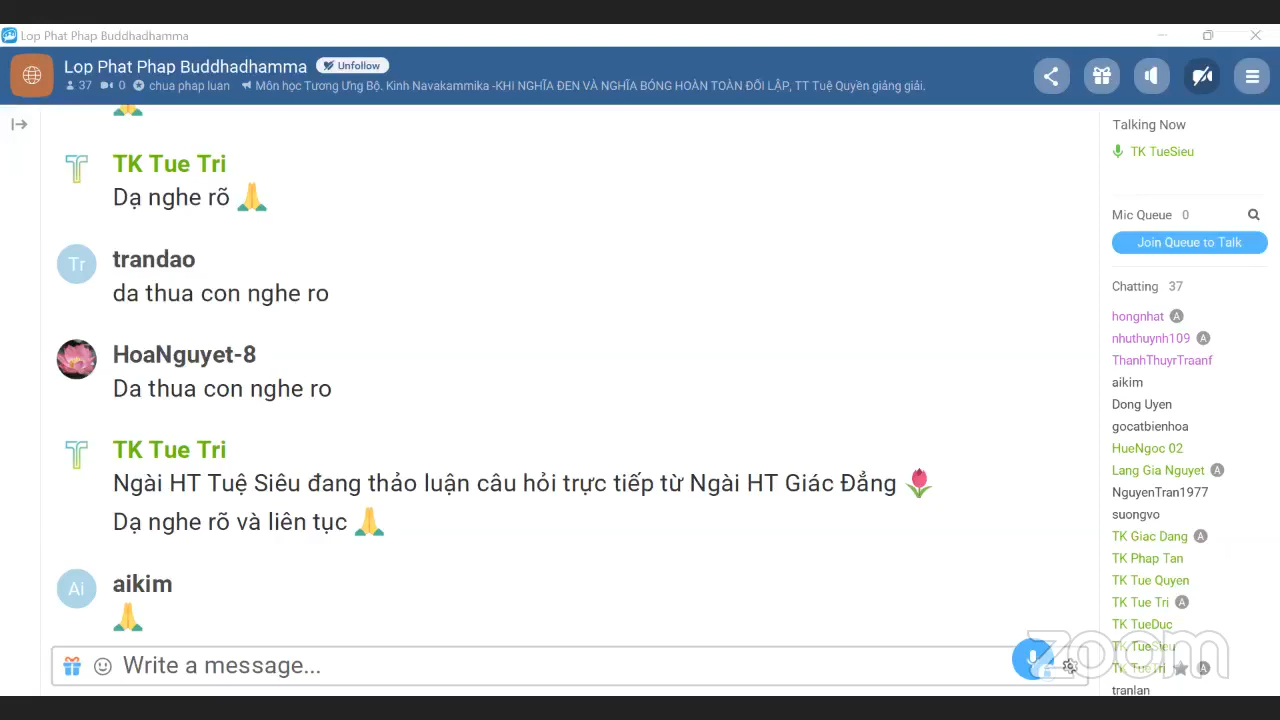 Lop Phat Phap Buddhadhamma
Lop Phat Phap Buddhadhamma Unfollow
37 0 chua phap luan Môn học Tương Ưng Bộ. Kinh Navakammika -KHI NGHĨA ĐEN VÀ NGHĨA BÓNG HOÀN TOÀN ĐỐI LẬP, TT Tuệ Quyền giảng giải.
TK Tue Tri
Dạ nghe rõ 🙏
Tr
trandao
da thua con nghe ro
HoaNguyet-8
Da thua con nghe ro
TK Tue Tri
Ngài HT Tuệ Siêu đang thảo luận câu hỏi trực tiếp từ Ngài HT Giác Đẳng 🌷
Dạ nghe rõ và liên tục 🙏
Ai
aikim
🙏
Write a message...
Talking Now
TK TueSieu
Mic Queue 0
Join Queue to Talk
Chatting 37
hongnhat A
nhuthuynh109 A
ThanhThuyrTraanf
aikim
Dong Uyen
gocatbienhoa
HueNgoc 02
Lang Gia Nguyet A
NguyenTran1977
suongvo
TK Giac Dang A
TK Phap Tan
TK Tue Quyen
TK Tue Tri A
TK TueDuc
TK TueSieu
TK TueTri A
tranlan
zoom